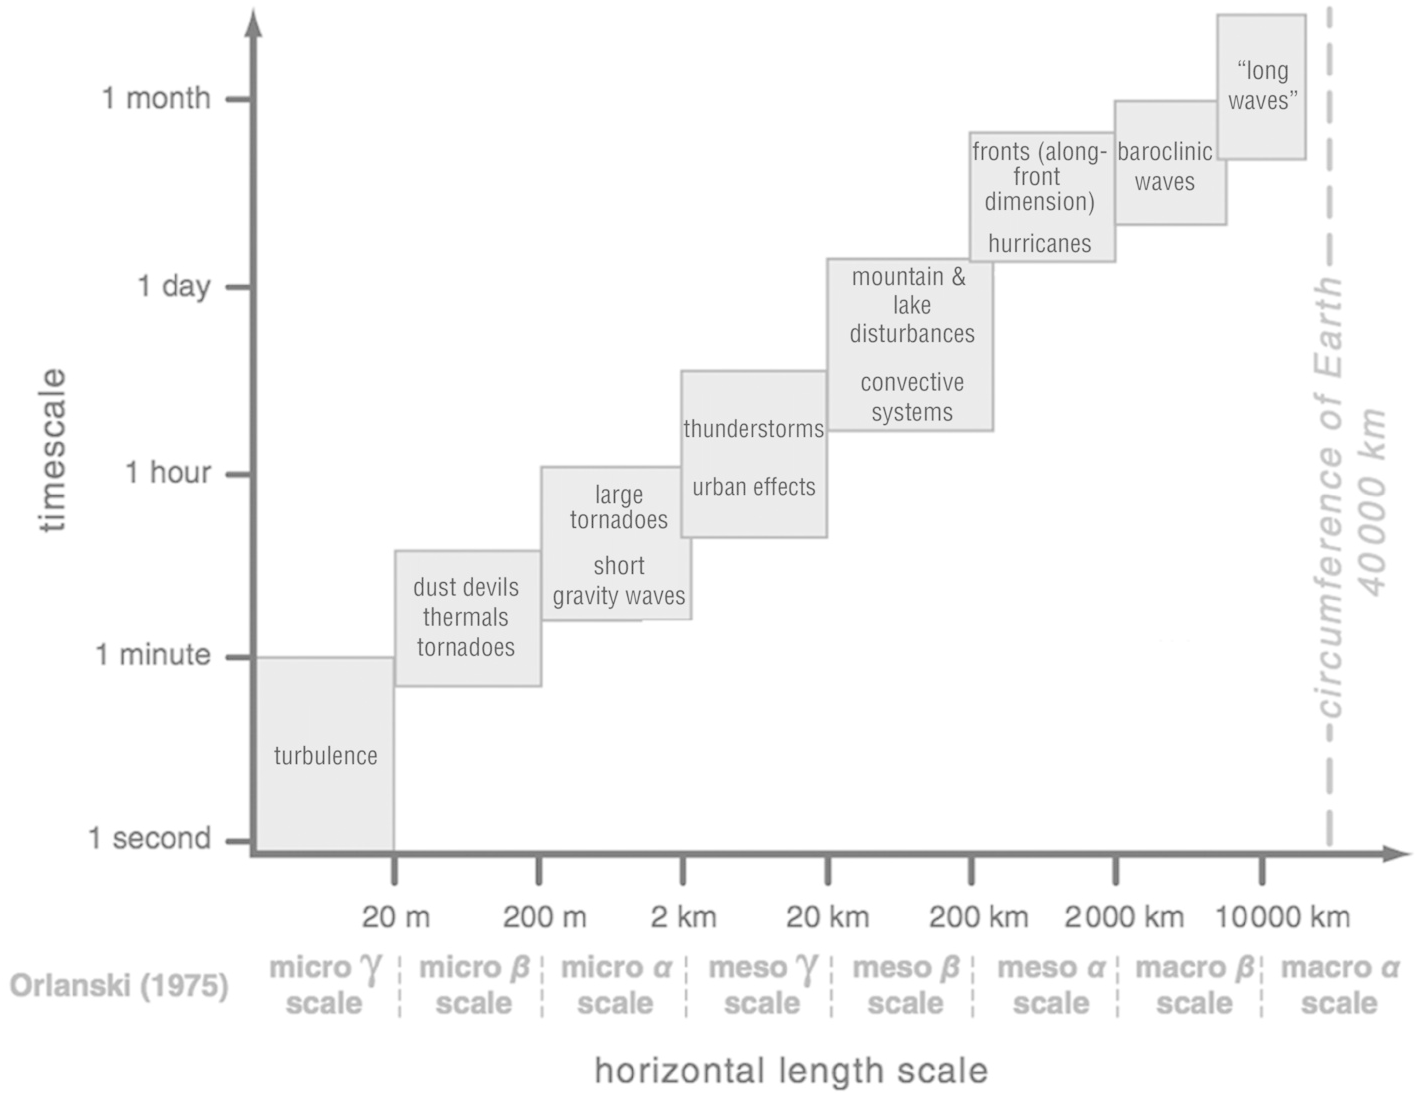 1 month
1 day
1 hour
1 minute
1 second
timescale
“long
waves”
baroclinic
waves
fronts (along-
front
dimension)
hurricanes
mountain &
lake
disturbances
convective
systems
thunderstorms
urban effects
large
tornadoes
short
gravity waves
dust devils
thermals
tornadoes
turbulence
circumference of Earth
40000 km
20 m
200 m
2 km
20 km
200 km
2000 km
10000 km
Orlanski (1975)
micro γ
scale
micro β
scale
micro α
scale
meso γ
scale
meso β
scale
meso α
scale
macro β
scale
macro α
scale
horizontal length scale